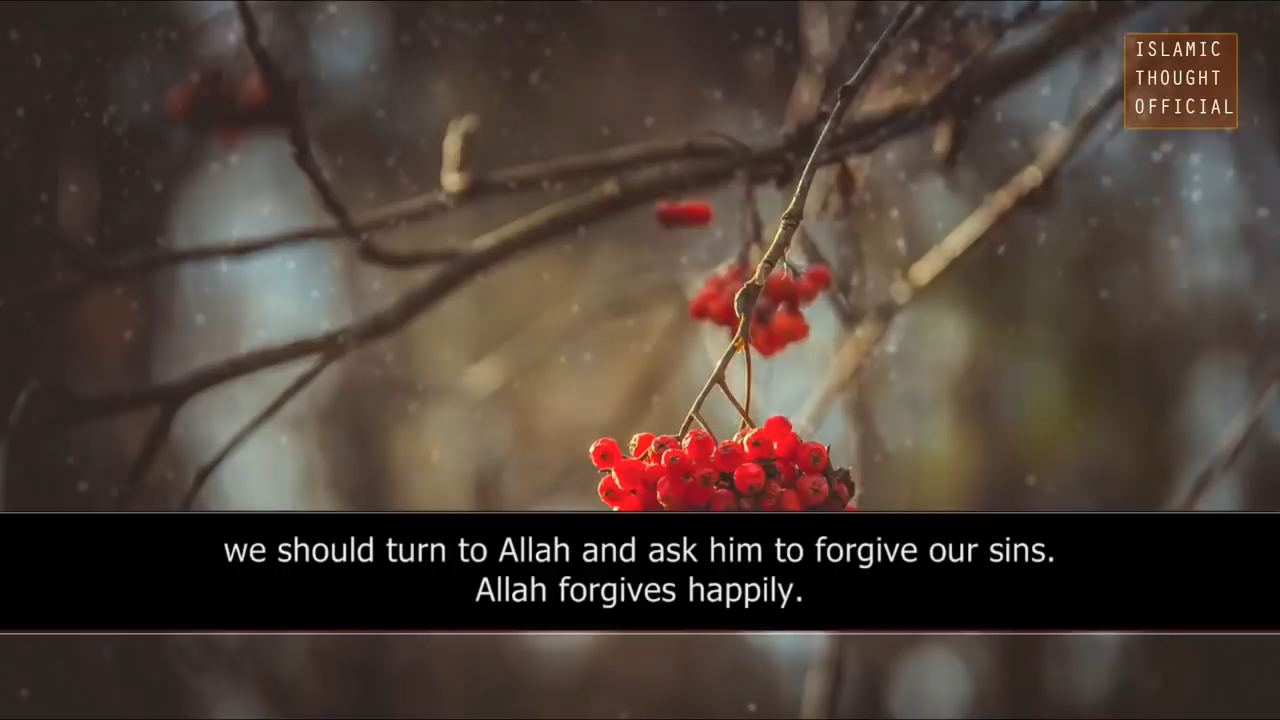 ISLAMIC
THOUGHT
OFFICIAL
we should turn to Allah and ask him to forgive our sins.
Allah forgives happily.